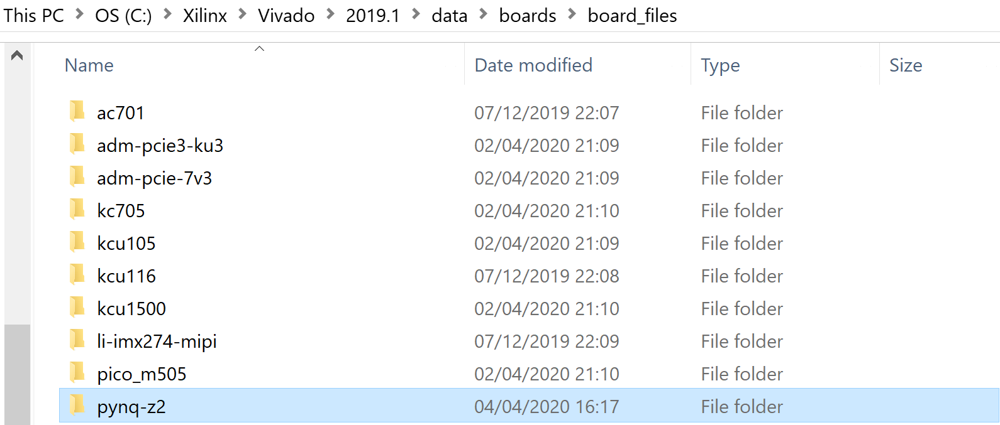 This PC > OS (C:) > Xilinx > Vivado > 2019.1 > data > boards > board_files
Name Date modified Type Size
ac701 07/12/2019 22:07 File folder
adm-pcie3-ku3 02/04/2020 21:09 File folder
adm-pcie-7v3 02/04/2020 21:09 File folder
kc705 02/04/2020 21:10 File folder
kcu105 02/04/2020 21:09 File folder
kcu116 07/12/2019 22:08 File folder
kcu1500 02/04/2020 21:10 File folder
li-imx274-mipi 07/12/2019 22:09 File folder
pico_m505 02/04/2020 21:10 File folder
pynq-z2 04/04/2020 16:17 File folder